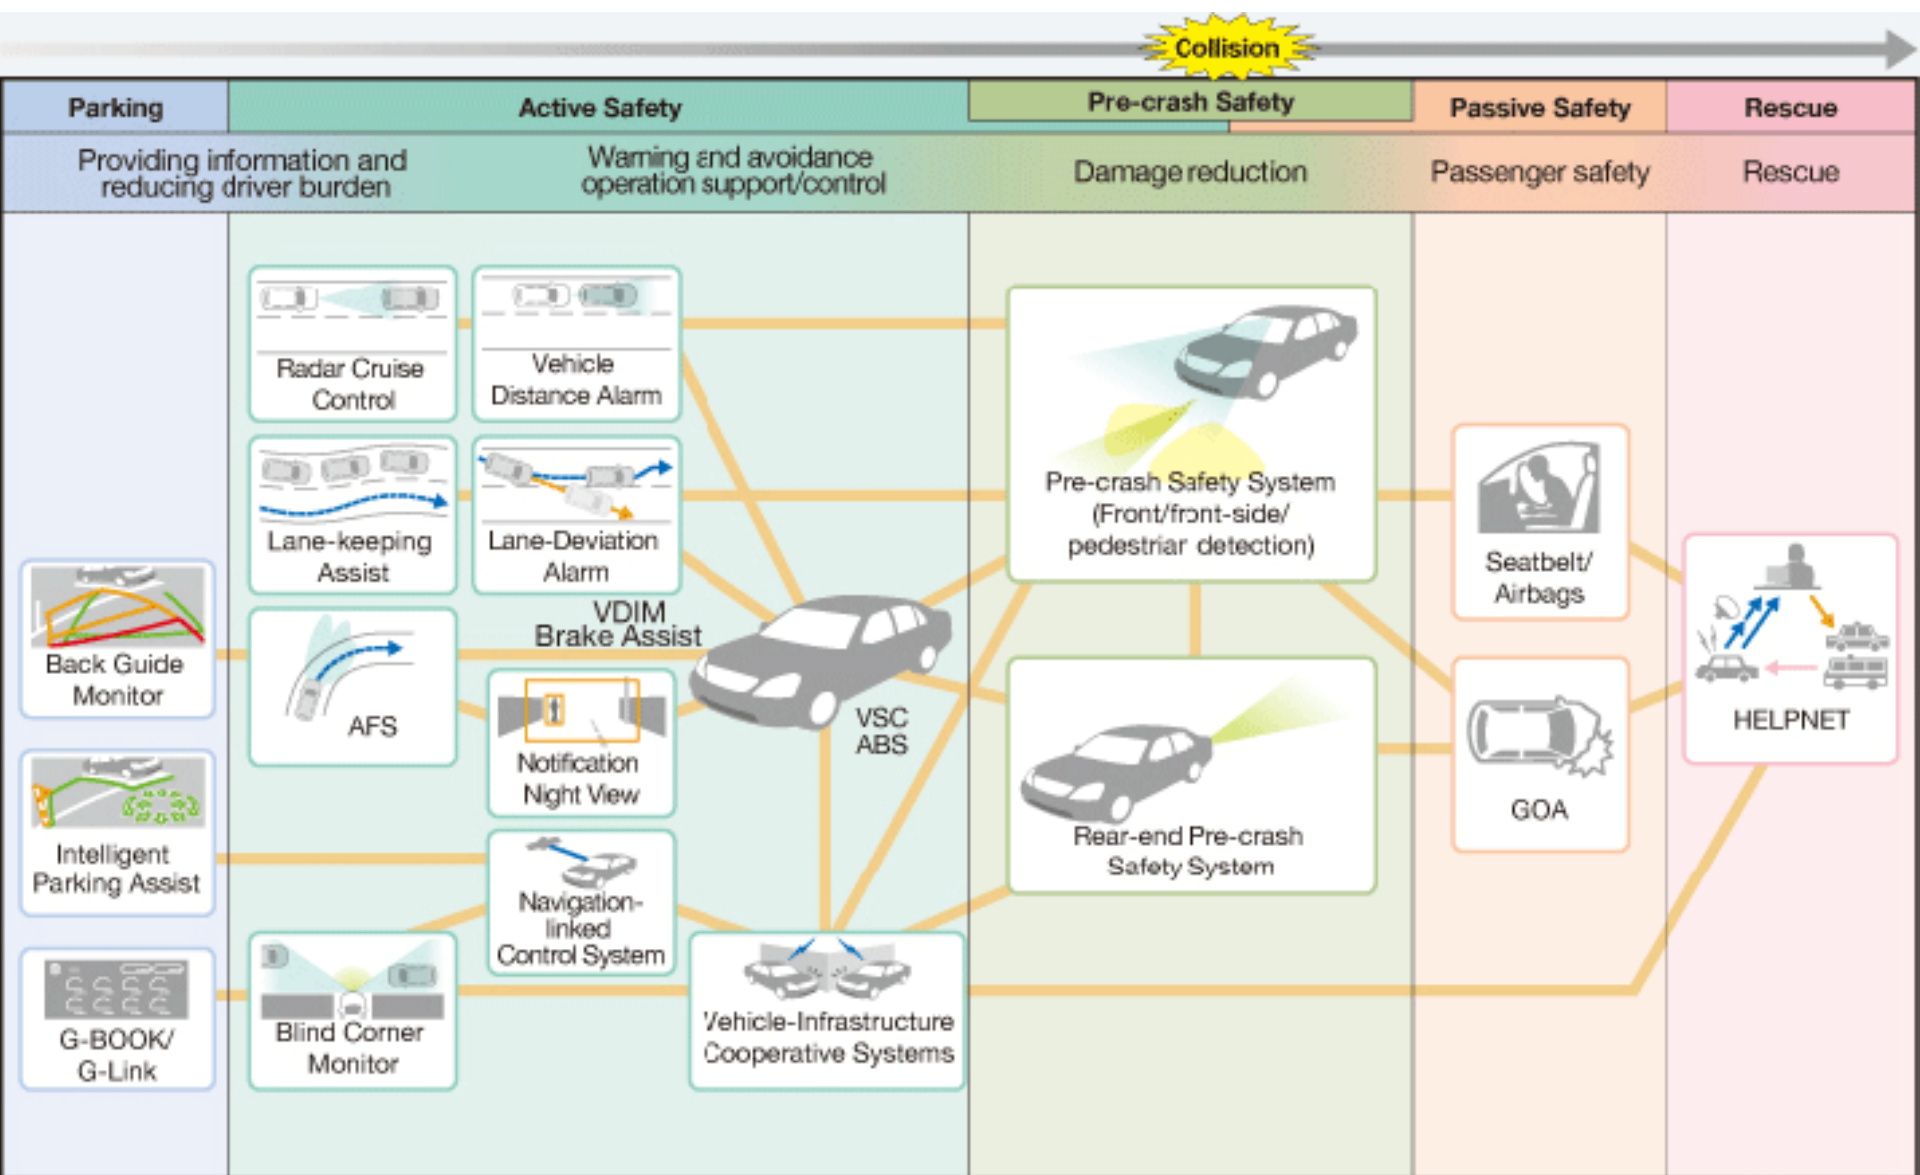 Collision
Parking
Active Safety
Pre-crash Safety
Passive Safety
Rescue
Providing information and
reducing driver burden
Warning and avoidance
operation support/control
Damage reduction
Passenger safety
Rescue
Radar Cruise
Control
Vehicle
Distance Alarm
Lane-keeping
Assist
Lane-Deviation
Alarm
Pre-crash Safety System
(Front/front-side/
pedestrian detection)
Seatbelt/
Airbags
Back Guide
Monitor
AFS
VDIM
Brake Assist
VSC
ABS
Notification
Night View
Rear-end Pre-crash
Safety System
GOA
HELPNET
Intelligent
Parking Assist
Navigation-
linked
Control System
G-BOOK/
G-Link
Blind Corner
Monitor
Vehicle-Infrastructure
Cooperative Systems